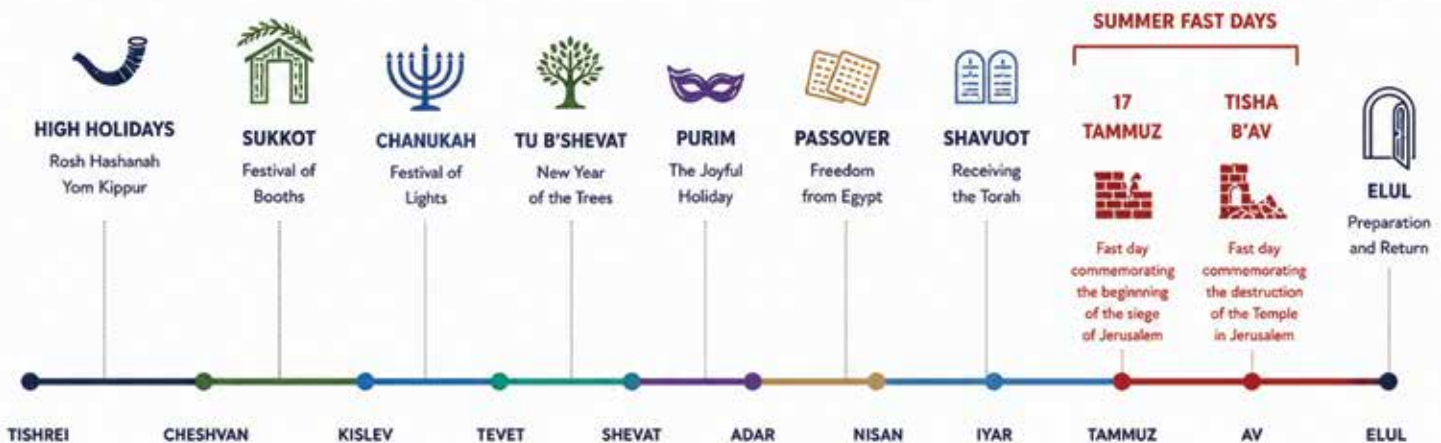 SUMMER FAST DAYS
HIGH HOLIDAYS
Rosh Hashanah
Yom Kippur
SUKKOT
Festival of
Booths
CHANUKAH
Festival of
Lights
TU B'SHEVAT
New Year
of the Trees
PURIM
The Joyful
Holiday
PASSOVER
Freedom
from Egypt
SHAVUOT
Receiving
the Torah
17
TAMMUZ
Fast day
commemorating
the beginnning
of the siege
of Jerusalem
TISHA
B'AV
Fast day
commemorating
the destruction
of the Temple
in Jerusalem
ELUL
Preparation
and Return
TISHREI
CHESHVAN
KISLEV
TEVET
SHEVAT
ADAR
NISAN
IYAR
TAMMUZ
AV
ELUL